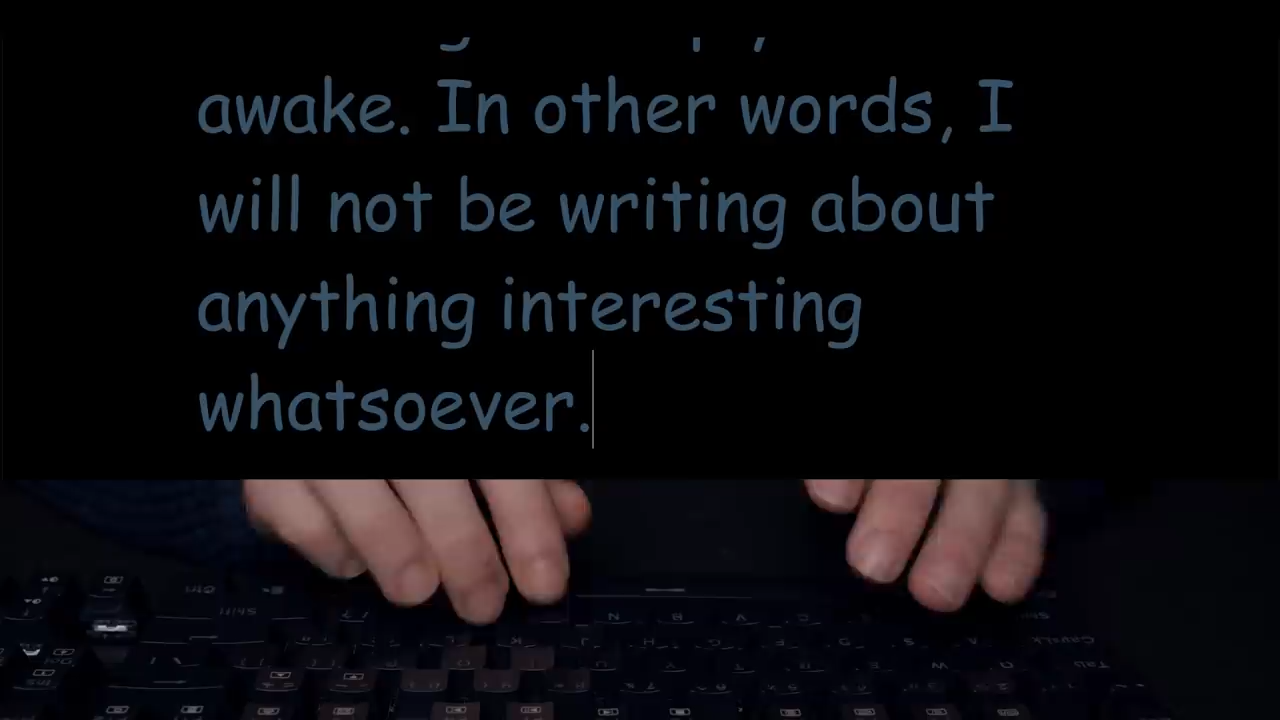 awake. In other words, I
will not be writing about
anything interesting
whatsoever.